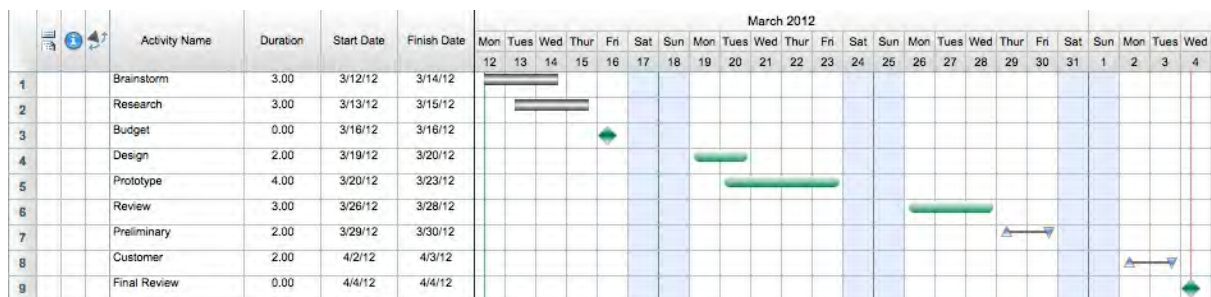 March 2012
Activity Name Duration Start Date Finish Date Mon Tues Wed Thur Fri Sat Sun Mon Tues Wed Thur Fri Sat Sun Mon Tues Wed Thur Fri Sat Sun Mon Tues Wed
12 13 14 15 16 17 18 19 20 21 22 23 24 25 26 27 28 29 30 31 1 2 3 4
1 Brainstorm 3.00 3/12/12 3/14/12
2 Research 3.00 3/13/12 3/15/12
3 Budget 0.00 3/16/12 3/16/12
4 Design 2.00 3/19/12 3/20/12
5 Prototype 4.00 3/20/12 3/23/12
6 Review 3.00 3/26/12 3/28/12
7 Preliminary 2.00 3/29/12 3/30/12
8 Customer 2.00 4/2/12 4/3/12
9 Final Review 0.00 4/4/12 4/4/12